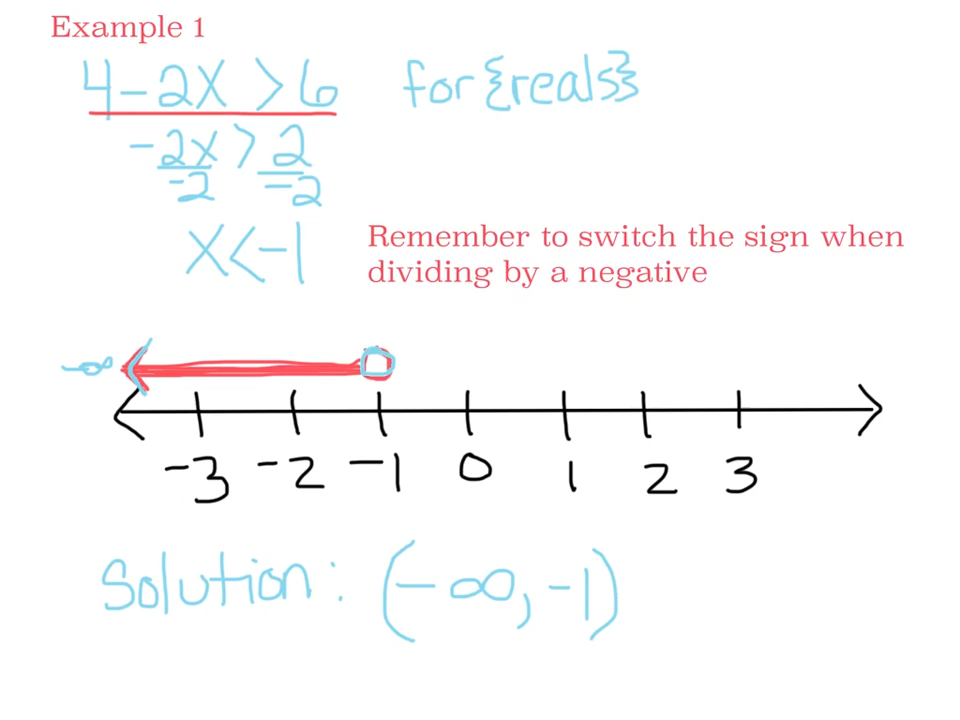 Example 1
4 - 2x > 6 for {reals}
-2x > 2
-2 -2
x < -1
Remember to switch the sign when
dividing by a negative
-∞
-3 -2 -1 0 1 2 3
Solution: (-∞, -1)